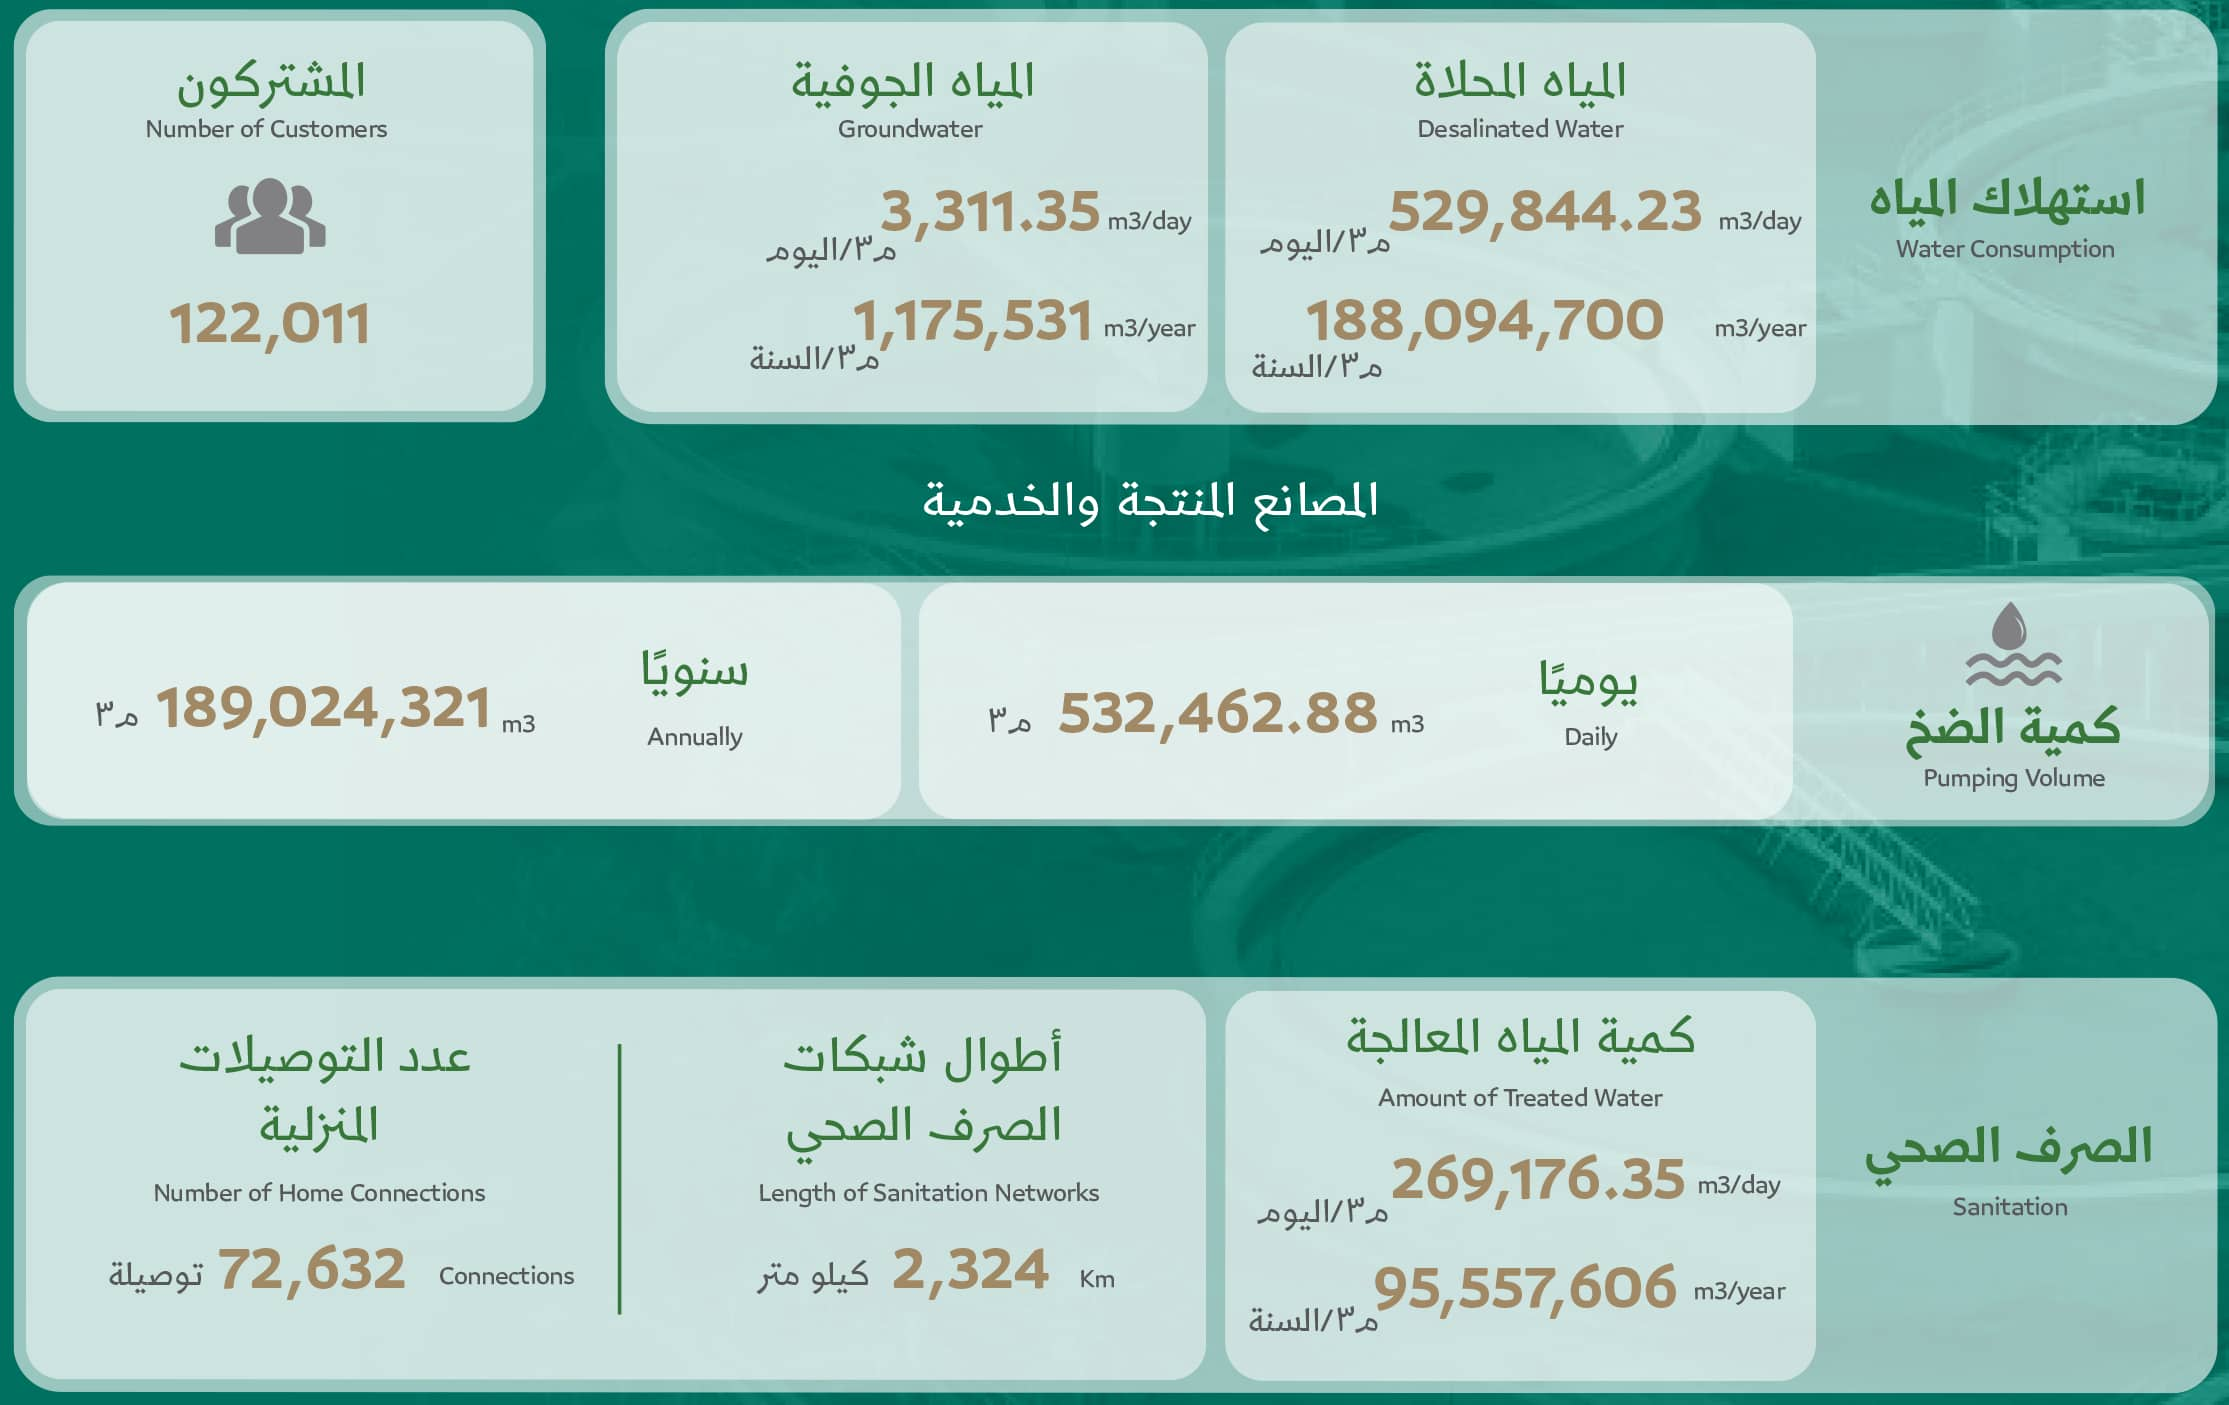 استهلاك المياه
Water Consumption
المياه المحلاة
Desalinated Water
529,844.23 m3/day
م٣/اليوم
188,094,700 m3/year
م٣/السنة
المياه الجوفية
Groundwater
3,311.35 m3/day
م٣/اليوم
1,175,531 m3/year
م٣/السنة
المشتركون
Number of Customers
122,011
المصانع المنتجة والخدمية
كمية الضخ
Pumping Volume
يوميًا
Daily
م٣ 532,462.88 m3
سنويًا
Annually
م٣ 189,024,321 m3
الصرف الصحي
Sanitation
كمية المياه المعالجة
Amount of Treated Water
269,176.35 m3/day
م٣/اليوم
95,557,606 m3/year
م٣/السنة
أطوال شبكات
الصرف الصحي
Length of Sanitation Networks
كيلو متر 2,324 Km
عدد التوصيلات
المنزلية
Number of Home Connections
توصيلة 72,632 Connections